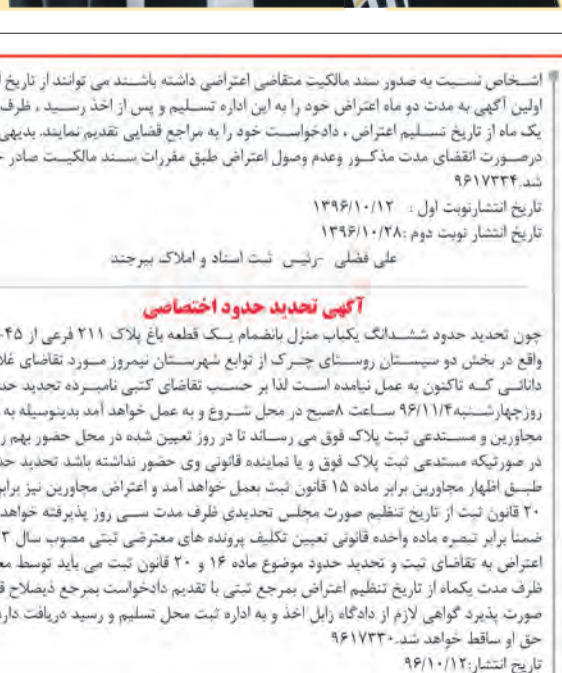 اشخاص نسبت به صدور سند مالکیت متقاضی اعتراضی داشته باشند می توانند از تاریخ
اولین آگهی به مدت دو ماه اعتراض خود را به این اداره تسلیم و پس از اخذ رسید ، ظرف
یک ماه از تاریخ تسلیم اعتراض ، دادخواست خود را به مراجع قضایی تقدیم نمایند. بدیهی
درصورت انقضای مدت مذکور وعدم وصول اعتراض طبق مقررات سند مالکیت صادر
شد.۹۶۱۷۳۳۴
تاریخ انتشارنوبت اول : ۱۳۹۶/۱۰/۱۲
تاریخ انتشار نوبت دوم :۱۳۹۶/۱۰/۲۸
علی فضلی -رئیس ثبت اسناد و املاک بیرجند
آگهی تحدید حدود اختصاصی
چون تحدید حدود ششدانگ یکباب منزل بانضمام یک قطعه باغ پلاک ۲۱۱ فرعی از ۴۵-
واقع در بخش دو سیستان روستای چرک از توابع شهرستان نیمروز مورد تقاضای
دانائی که تاکنون به عمل نیامده است لذا بر حسب تقاضای کتبی نامبرده تحدید
روزچهارشنبه۹۶/۱۱/۴ ساعت ۸صبح در محل شروع و به عمل خواهد آمد بدینوسیله به
مجاورین و مستدعی ثبت پلاک فوق می رساند تا در روز تعیین شده در محل حضور بهم
در صورتیکه مستدعی ثبت پلاک فوق و یا نماینده قانونی وی حضور نداشته باشد تحدید
طبق اظهار مجاورین برابر ماده ۱۵ قانون ثبت بعمل خواهد آمد و اعتراض مجاورین نیز برابر
۲۰ قانون ثبت از تاریخ تنظیم صورت مجلس تحدیدی ظرف مدت سی روز پذیرفته خواهد
ضمنا برابر تبصره ماده واحده قانونی تعیین تکلیف پرونده های معترضی ثبتی مصوب سال
اعتراض به تقاضای ثبت و تحدید حدود موضوع ماده ۱۶ و ۲۰ قانون ثبت می باید توسط
ظرف مدت یکماه از تاریخ تنظیم اعتراض بمرجع ثبتی با تقدیم دادخواست بمرجع ذیصلاح
صورت پذیرد گواهی لازم از دادگاه زابل اخذ و به اداره ثبت محل تسلیم و رسید دریافت
حق او ساقط خواهد شد.۹۶۱۷۳۳۰
تاریخ انتشار:۹۶/۱۰/۱۲